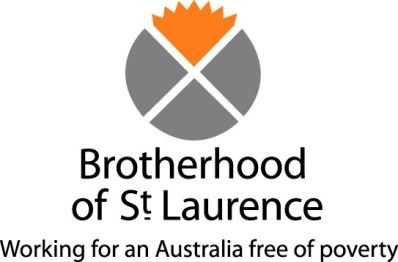 Brotherhood
of St Laurence
Working for an Australia free of poverty